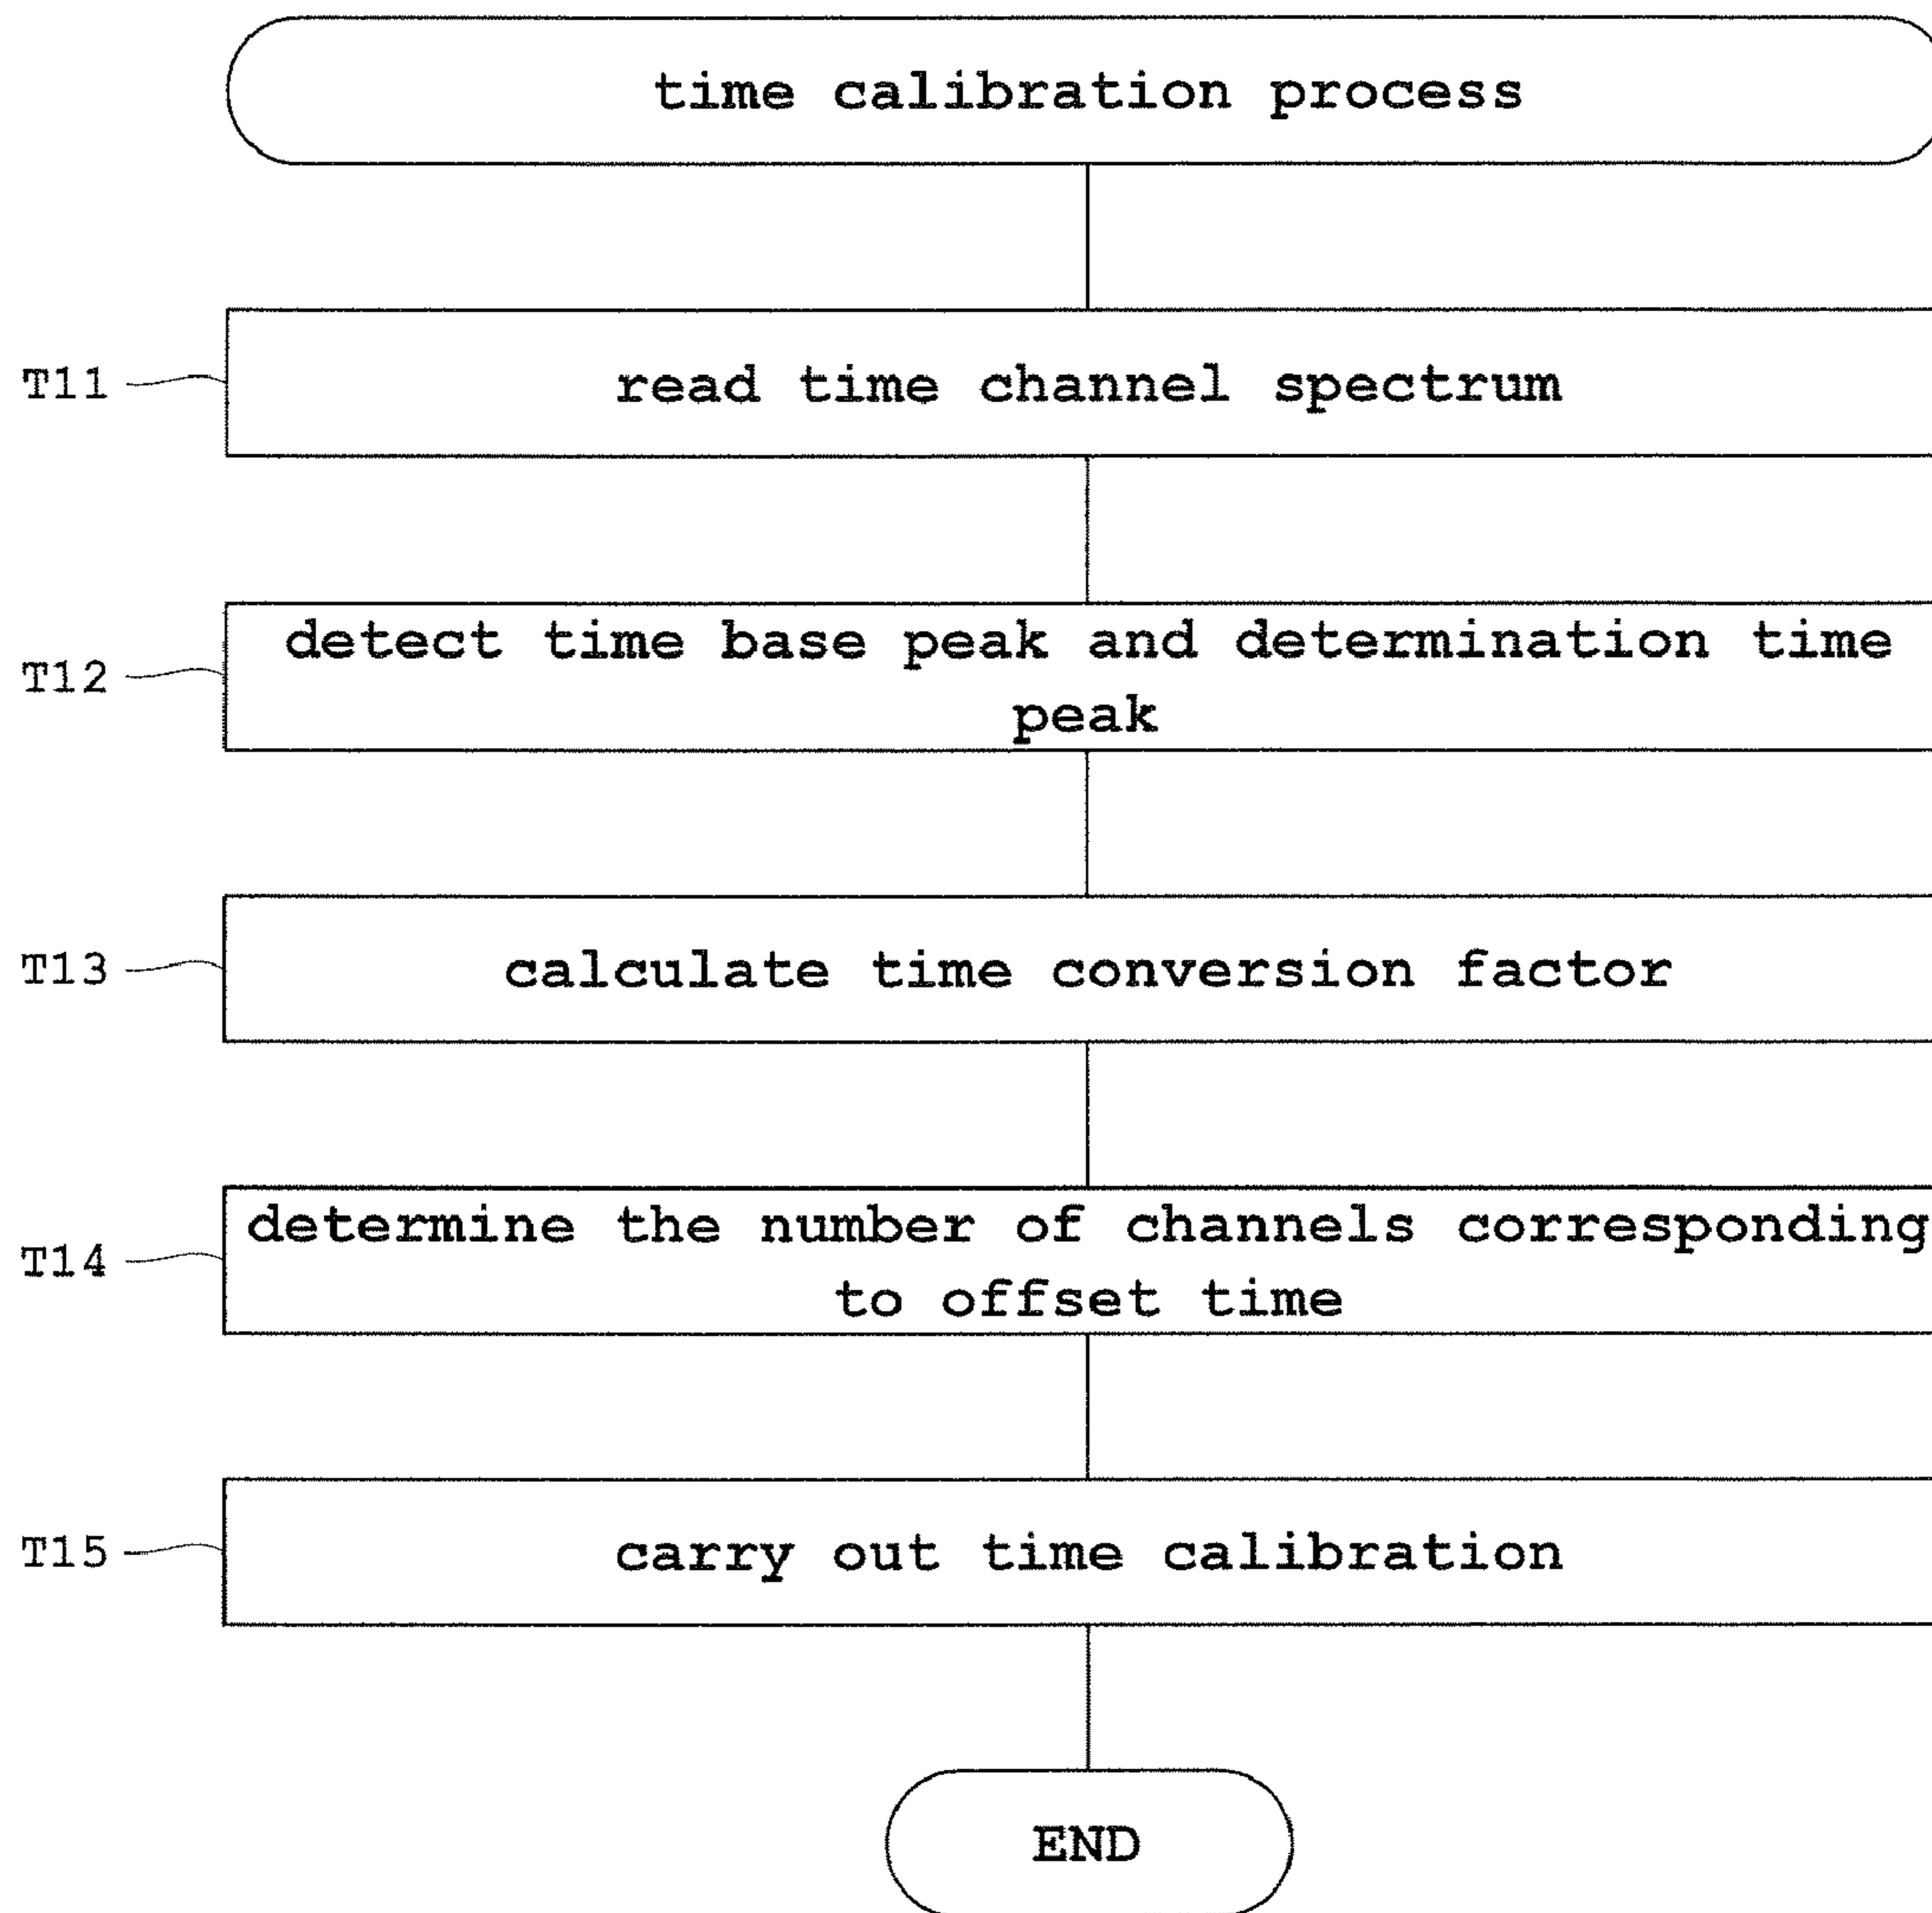 time calibration process
T11
read time channel spectrum
T12
detect time base peak and determination time
peak
T13
calculate time conversion factor
T14
determine the number of channels corresponding
to offset time
T15
carry out time calibration
END